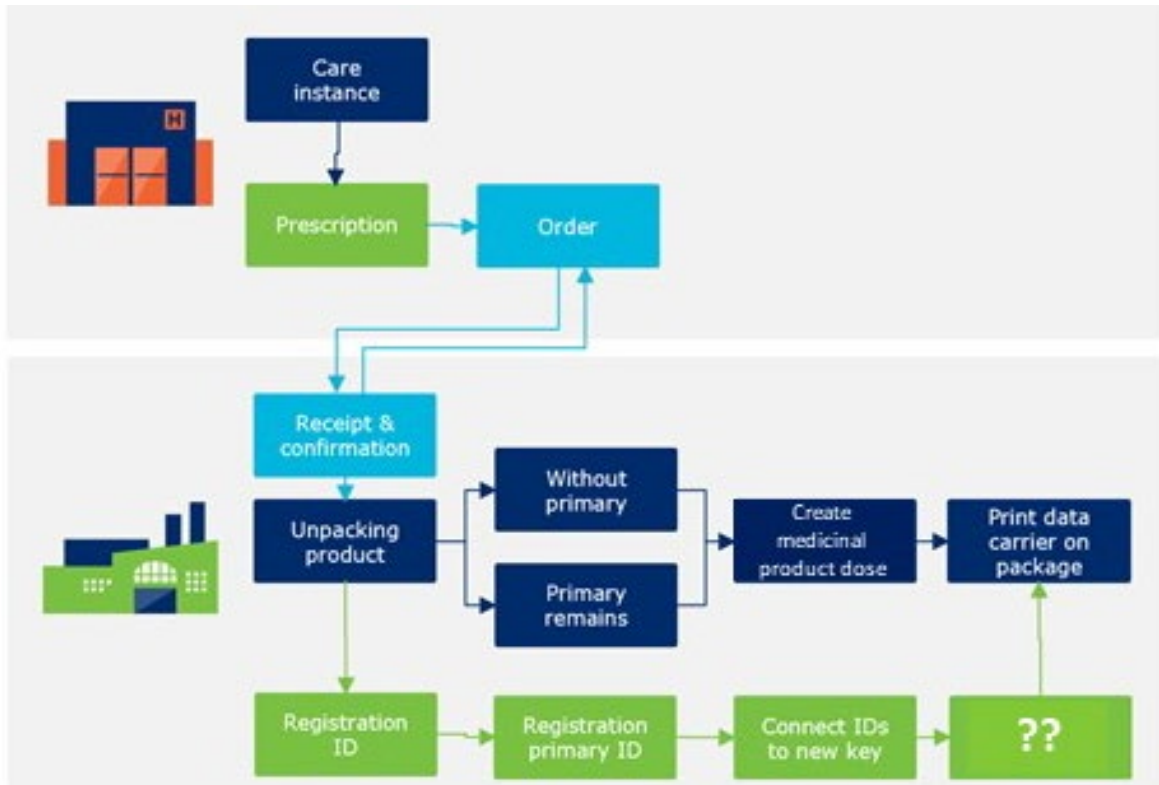 Care
instance
H
Prescription
Order
Receipt &
confirmation
Without
primary
Unpacking
product
Create
medicinal
product dose
Print data
carrier on
package
Primary
remains
Registration
ID
Registration
primary ID
Connect IDs
to new key
??